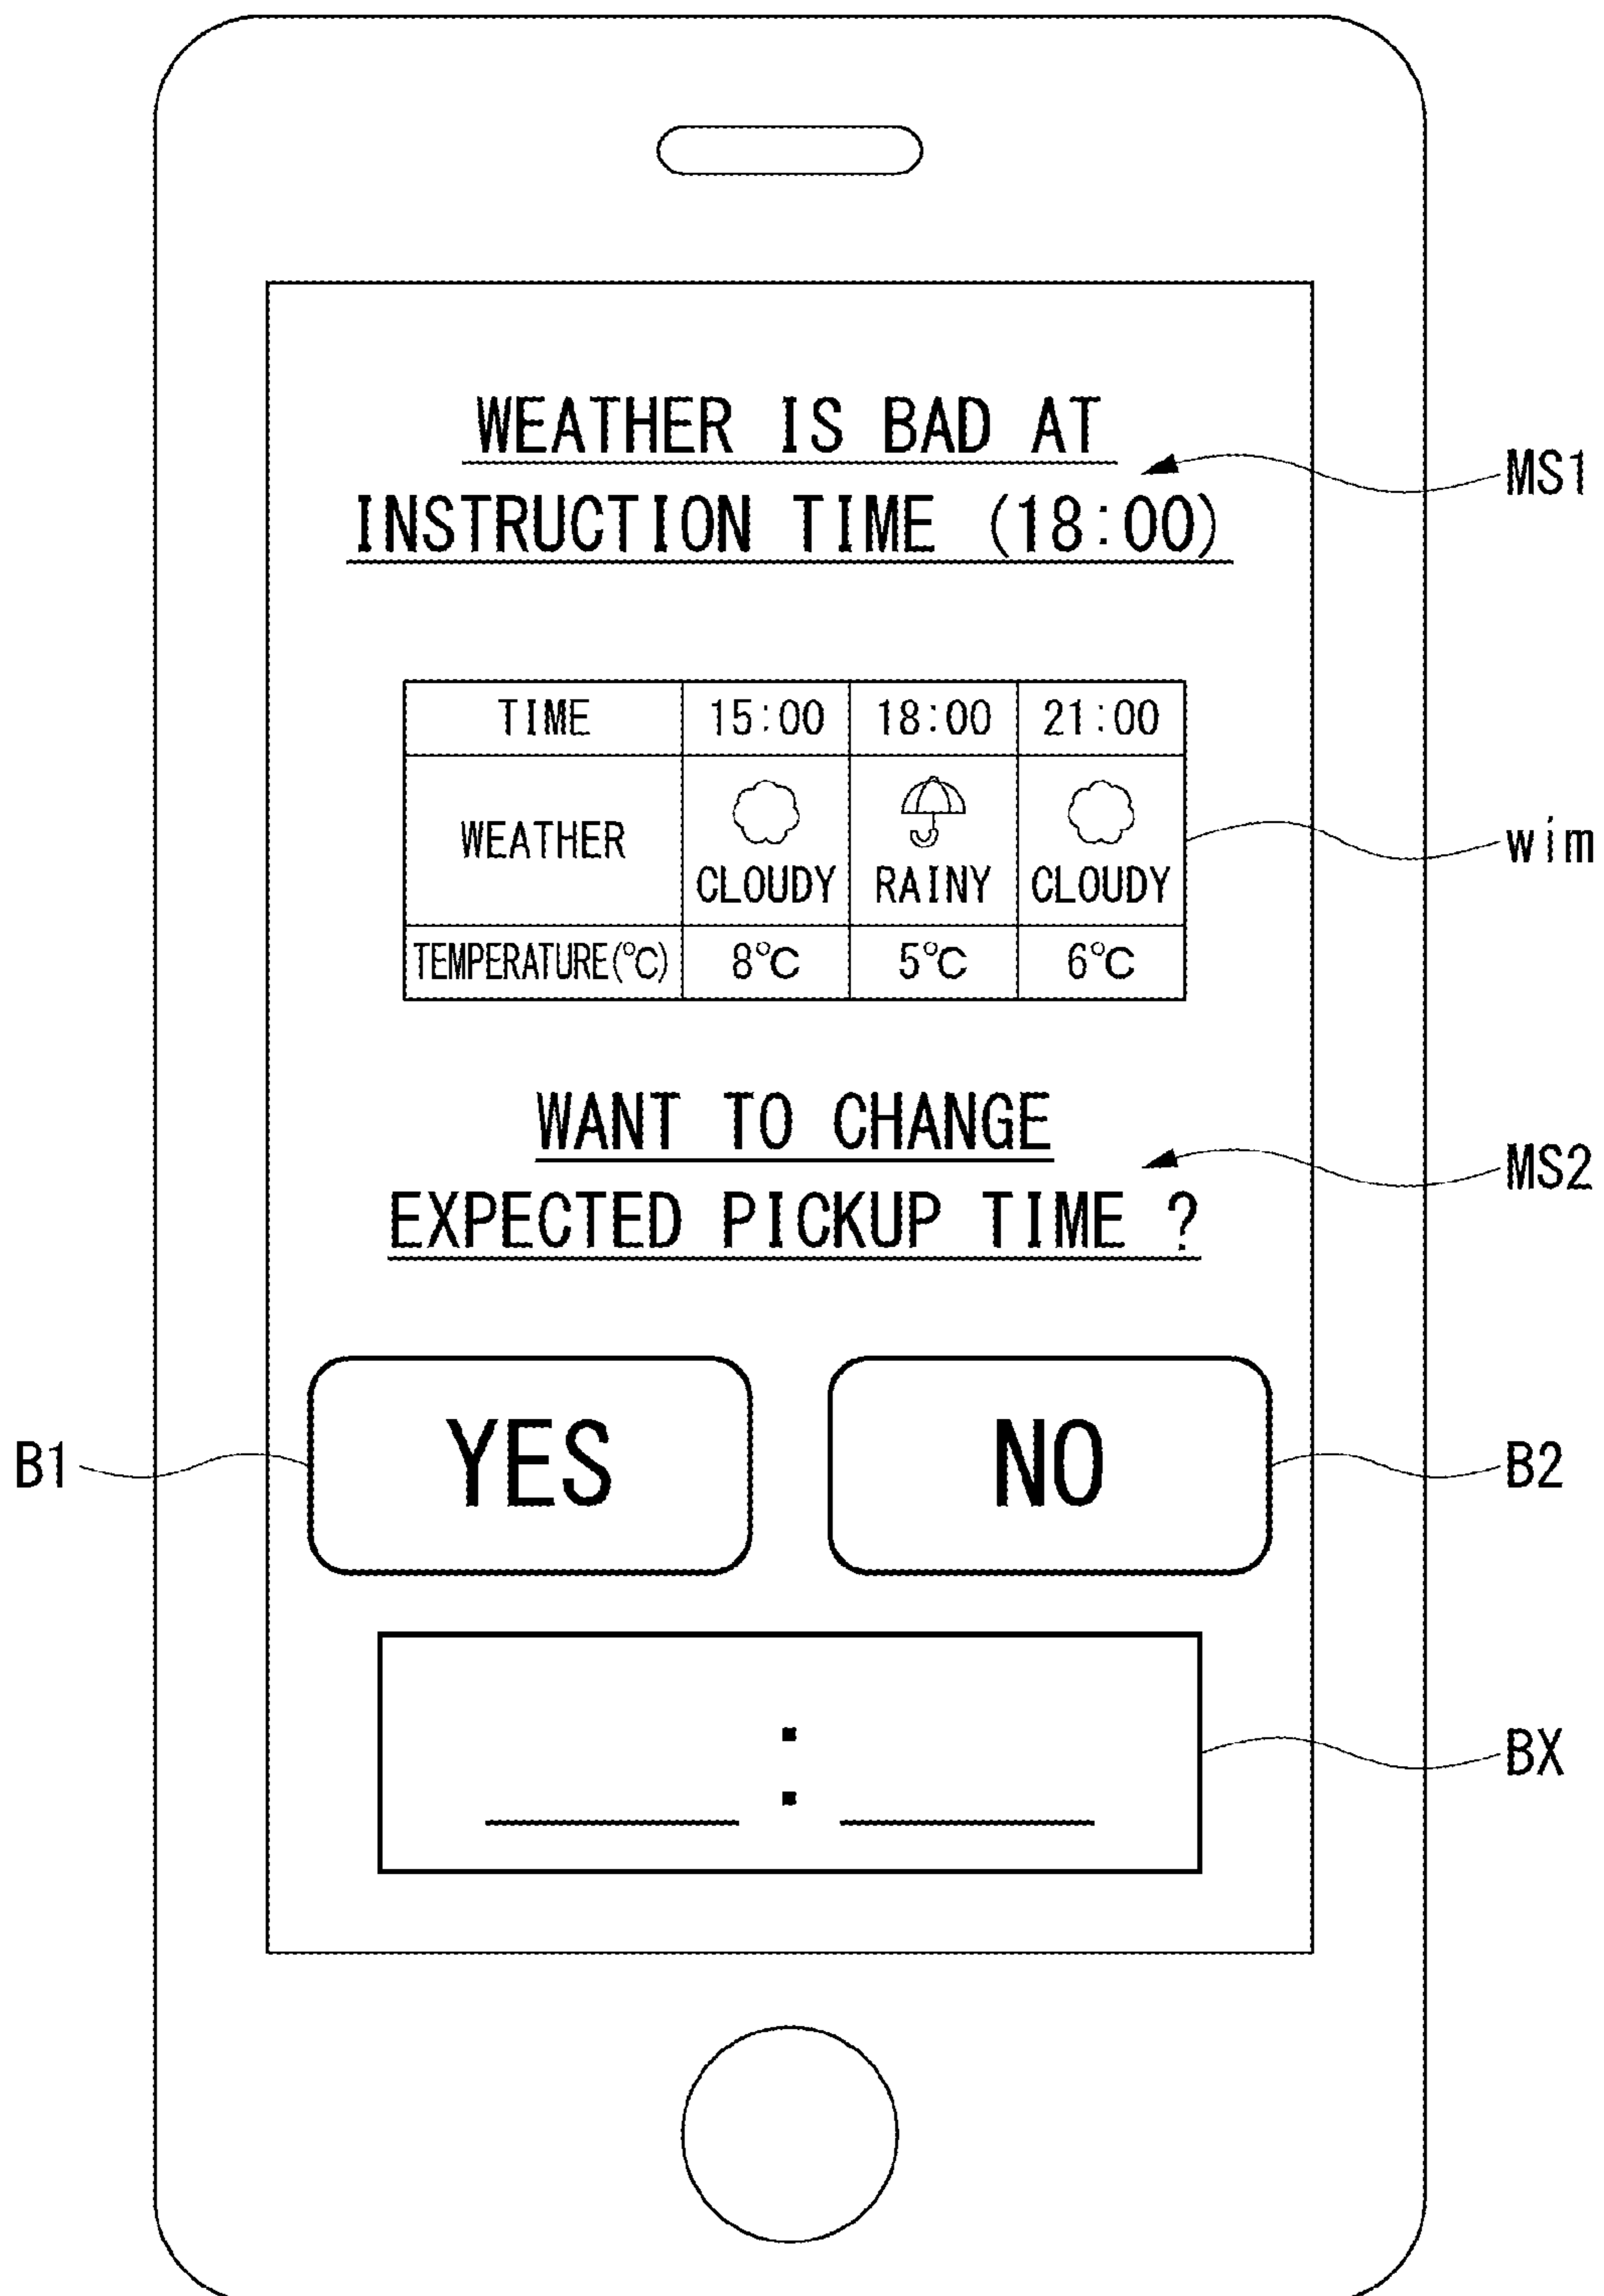 WEATHER IS BAD AT
INSTRUCTION TIME (18:00)
MS1
TIME 15:00 18:00 21:00
WEATHER CLOUDY RAINY CLOUDY
wim
TEMPERATURE(℃) 8℃ 5℃ 6℃
WANT TO CHANGE
EXPECTED PICKUP TIME ?
MS2
B1 YES NO B2
:
BX